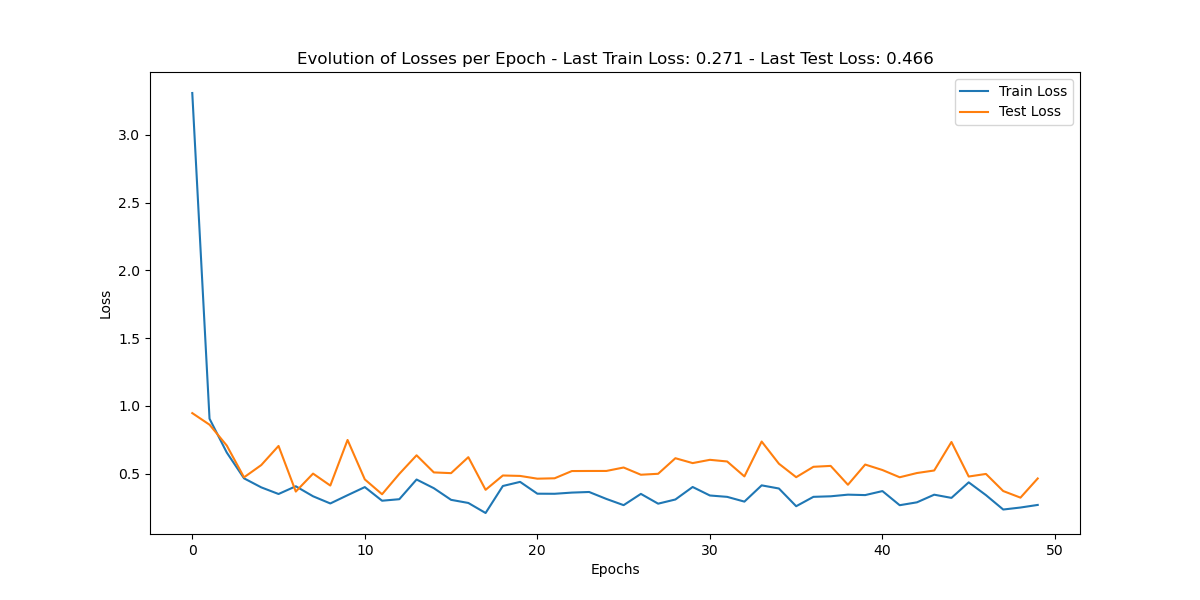 Evolution of Losses per Epoch - Last Train Loss: 0.271 - Last Test Loss: 0.466
Train Loss
Test Loss
3.0
2.5
2.0
1.5
1.0
0.5
Loss
0 10 20 30 40 50
Epochs